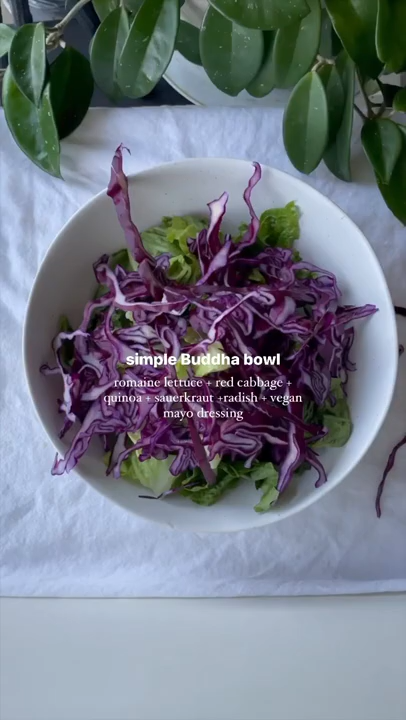 simple Buddha bowl
romaine lettuce + red cabbage +
quinoa + sauerkraut +radish + vegan
mayo dressing